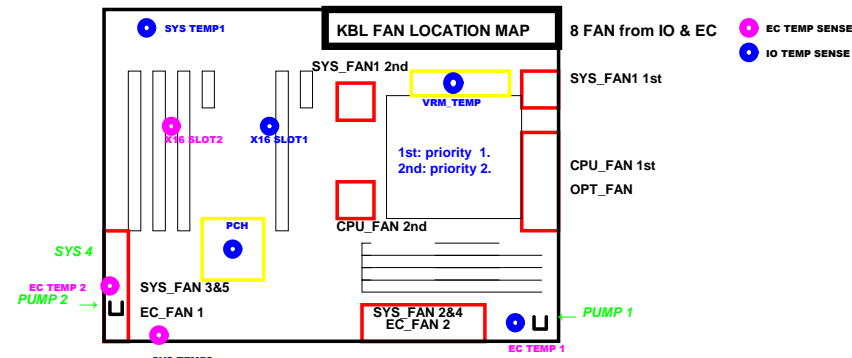 KBL FAN LOCATION MAP
8 FAN from IO & EC
EC TEMP SENSE
IO TEMP SENSE
SYS TEMP1
SYS_FAN1 2nd
SYS_FAN1 1st
VRM_TEMP
X16 SLOT2
X16 SLOT1
1st: priority 1.
2nd: priority 2.
CPU_FAN 1st
OPT_FAN
PCH
CPU_FAN 2nd
SYS 4
EC TEMP 2
SYS_FAN 3&5
PUMP 2 →
EC_FAN 1
SYS_FAN 2&4
EC_FAN 2
← PUMP 1
EC TEMP 1